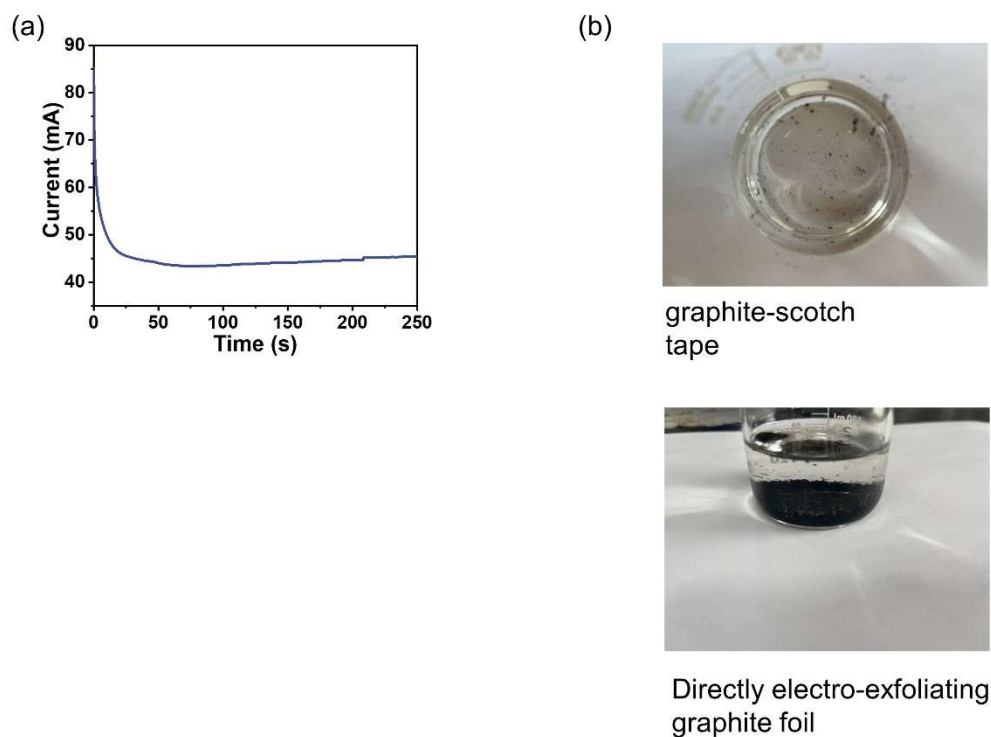 (a)
90
80
70
60
50
40
Current (mA)
0 50 100 150 200 250
Time (s)
(b)
graphite-scotch
tape
Directly electro-exfoliating
graphite foil